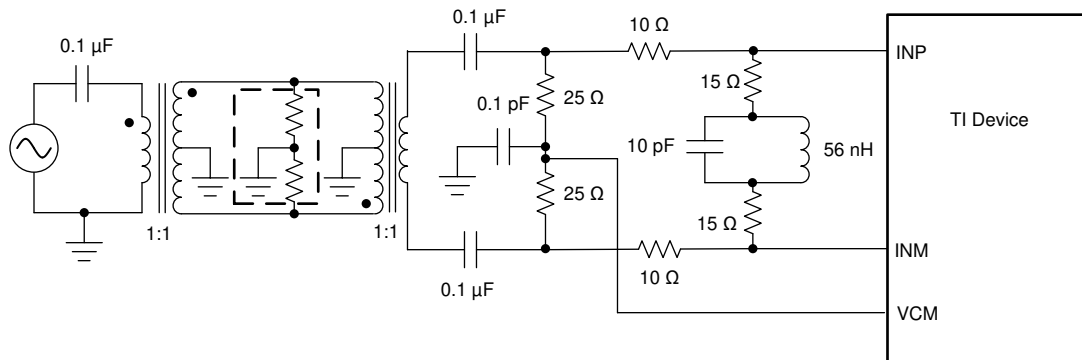 0.1 µF
0.1 µF
10 Ω
INP
15 Ω
0.1 pF
25 Ω
TI Device
10 pF
56 nH
25 Ω
15 Ω
1:1
1:1
INM
10 Ω
0.1 µF
VCM